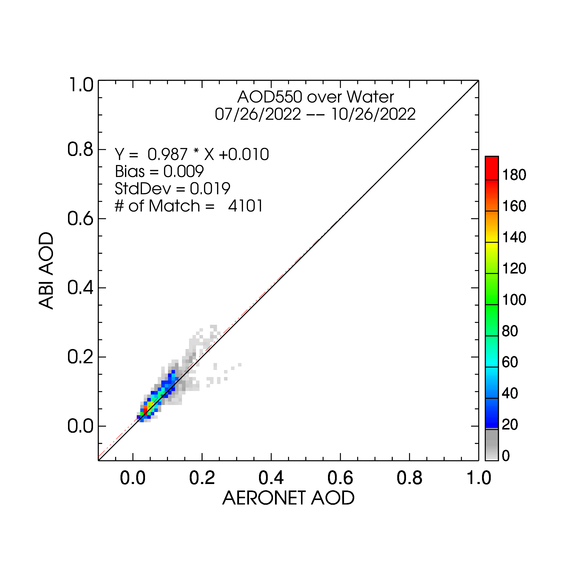 AOD550 over Water
07/26/2022 −− 10/26/2022
Y =  0.987 * X +0.010
Bias = 0.009
StdDev = 0.019
# of Match =   4101
1.0
0.8
0.6
0.4
0.2
0.0
ABI AOD
0.0 0.2 0.4 0.6 0.8 1.0
AERONET AOD
180
160
140
120
100
80
60
40
20
0